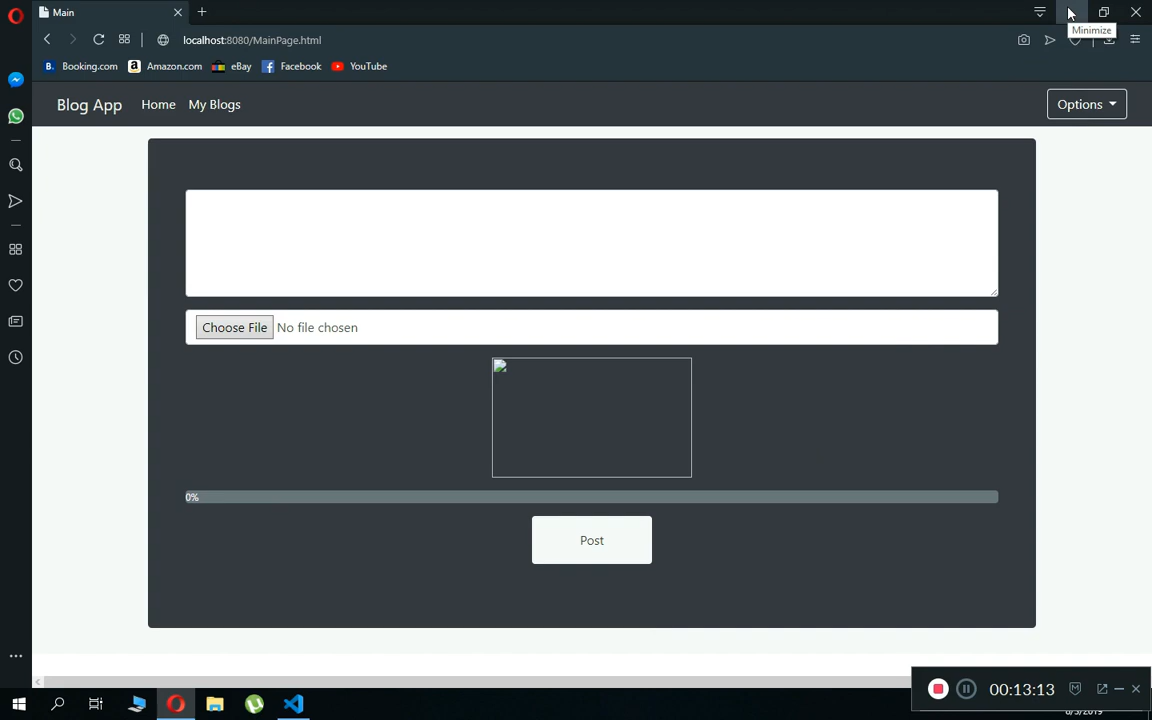 Main
Minimize
localhost:8080/MainPage.html
Booking.com Amazon.com eBay Facebook YouTube
Blog App Home My Blogs Options
Choose File No file chosen
0%
Post
00:13:13